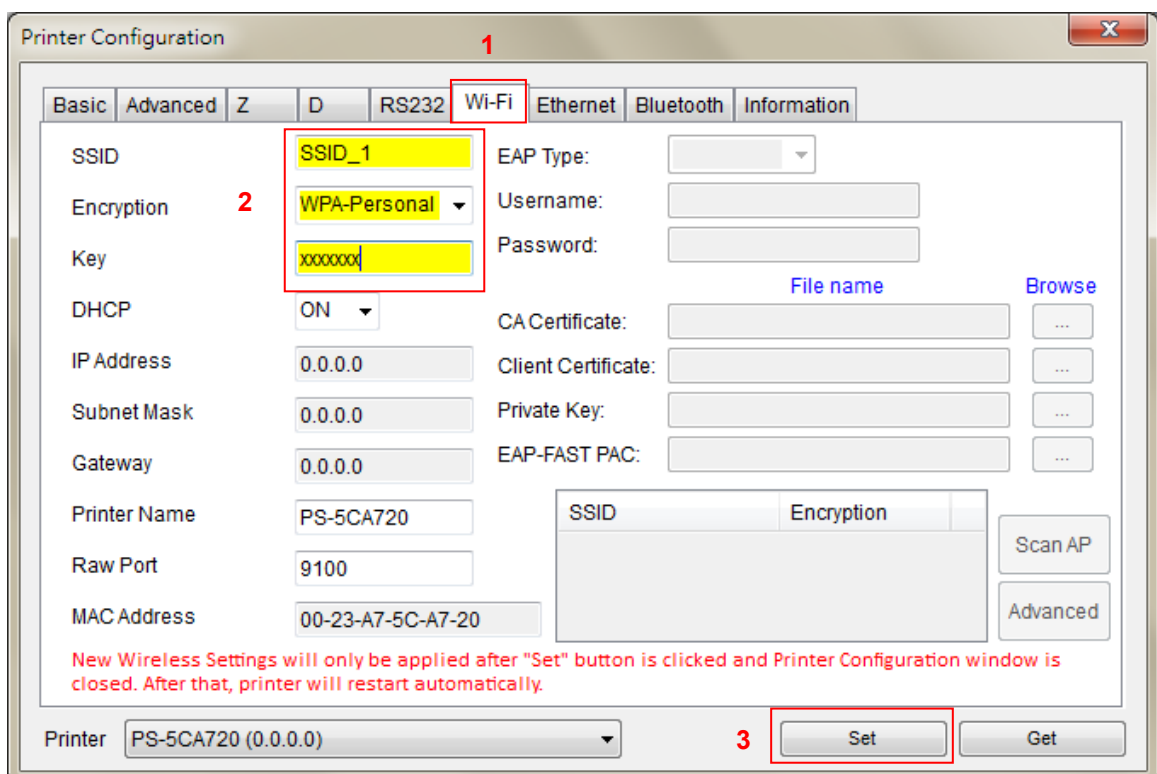 Printer Configuration
x
1
Basic Advanced Z D RS232 Wi-Fi Ethernet Bluetooth Information
SSID SSID_1 EAP Type:
2
Encryption WPA-Personal Username:
Key xxxxxxx Password:
File name Browse
DHCP ON CA Certificate: ...
IP Address 0.0.0.0 Client Certificate: ...
Subnet Mask 0.0.0.0 Private Key: ...
Gateway 0.0.0.0 EAP-FAST PAC: ...
Printer Name PS-5CA720 SSID Encryption
Scan AP
Raw Port 9100
MAC Address 00-23-A7-5C-A7-20 Advanced
New Wireless Settings will only be applied after "Set" button is clicked and Printer Configuration window is
closed. After that, printer will restart automatically.
Printer PS-5CA720 (0.0.0.0) 3 Set Get